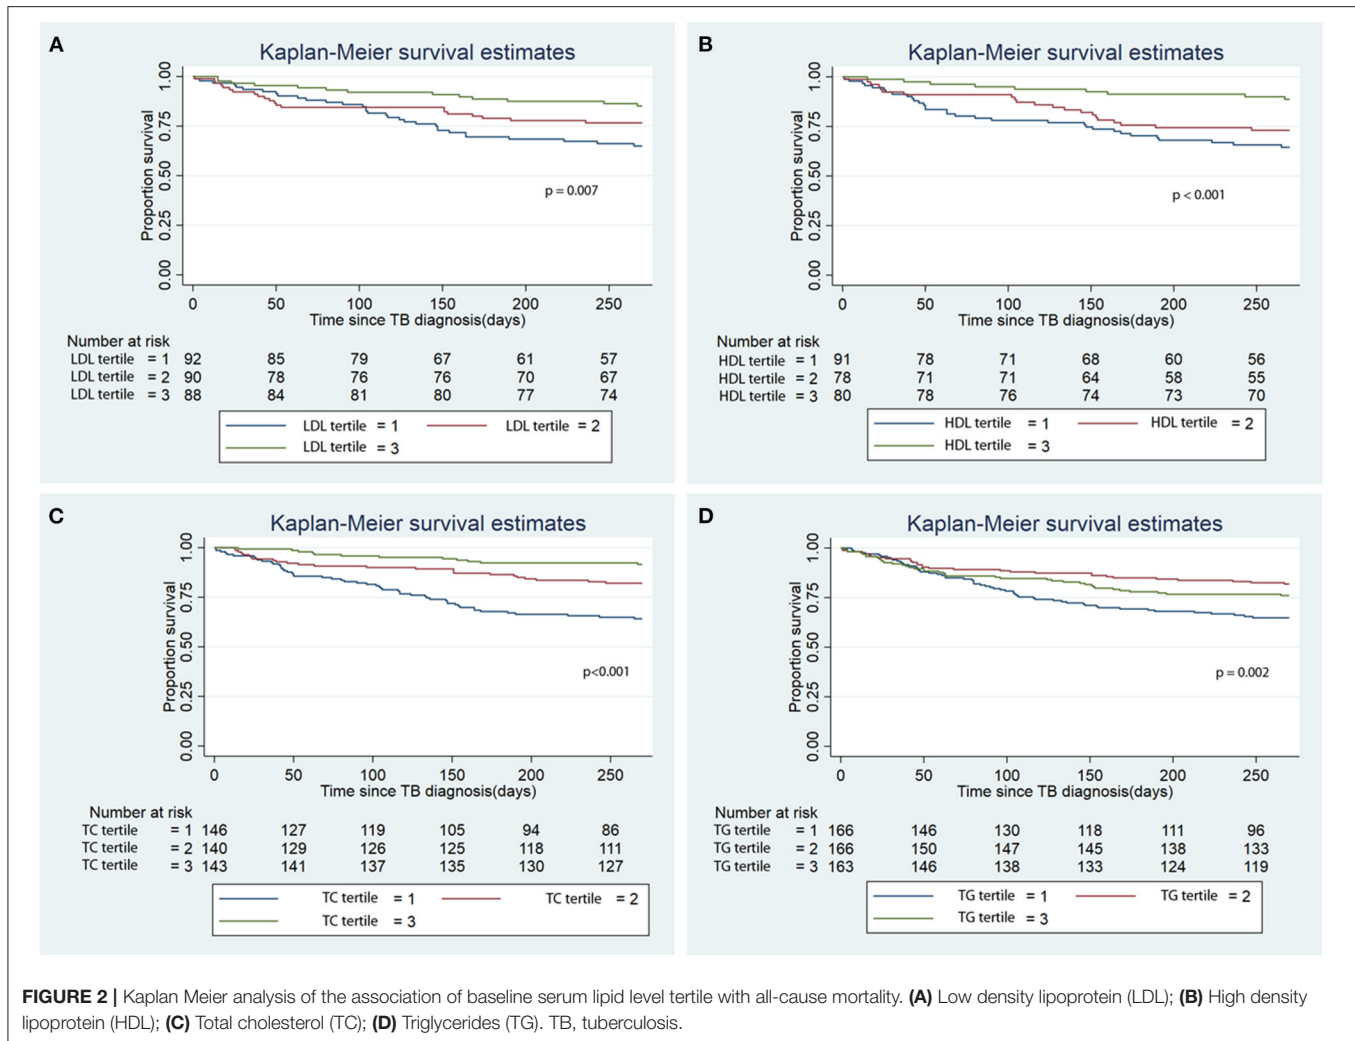 A
Kaplan-Meier survival estimates
Proportion survival
1.00
0.75
0.50
0.25
0.00
p = 0.007
0 50 100 150 200 250
Time since TB diagnosis(days)
Number at risk
LDL tertile = 1 92 85 79 67 61 57
LDL tertile = 2 90 78 76 76 70 67
LDL tertile = 3 88 84 81 80 77 74
LDL tertile = 1 LDL tertile = 2
LDL tertile = 3
B
Kaplan-Meier survival estimates
Proportion survival
1.00
0.75
0.50
0.25
0.00
p < 0.001
0 50 100 150 200 250
Time since TB diagnosis(days)
Number at risk
HDL tertile = 1 91 78 71 68 60 56
HDL tertile = 2 78 71 71 64 58 55
HDL tertile = 3 80 78 76 74 73 70
HDL tertile = 1 HDL tertile = 2
HDL tertile = 3
C
Kaplan-Meier survival estimates
Proportion survival
1.00
0.75
0.50
0.25
0.00
p<0.001
0 50 100 150 200 250
Time since TB diagnosis(days)
Number at risk
TC tertile = 1 146 127 119 105 94 86
TC tertile = 2 140 129 126 125 118 111
TC tertile = 3 143 141 137 135 130 127
TC tertile = 1 TC tertile = 2
TC tertile = 3
D
Kaplan-Meier survival estimates
Proportion survival
1.00
0.75
0.50
0.25
0.00
p = 0.002
0 50 100 150 200 250
Time since TB diagnosis(days)
Number at risk
TG tertile = 1 166 146 130 118 111 96
TG tertile = 2 166 150 147 145 138 133
TG tertile = 3 163 146 138 133 124 119
TG tertile = 1 TG tertile = 2
TG tertile = 3
FIGURE 2 | Kaplan Meier analysis of the association of baseline serum lipid level tertile with all-cause mortality. (A) Low density lipoprotein (LDL); (B) High density
lipoprotein (HDL); (C) Total cholesterol (TC); (D) Triglycerides (TG). TB, tuberculosis.